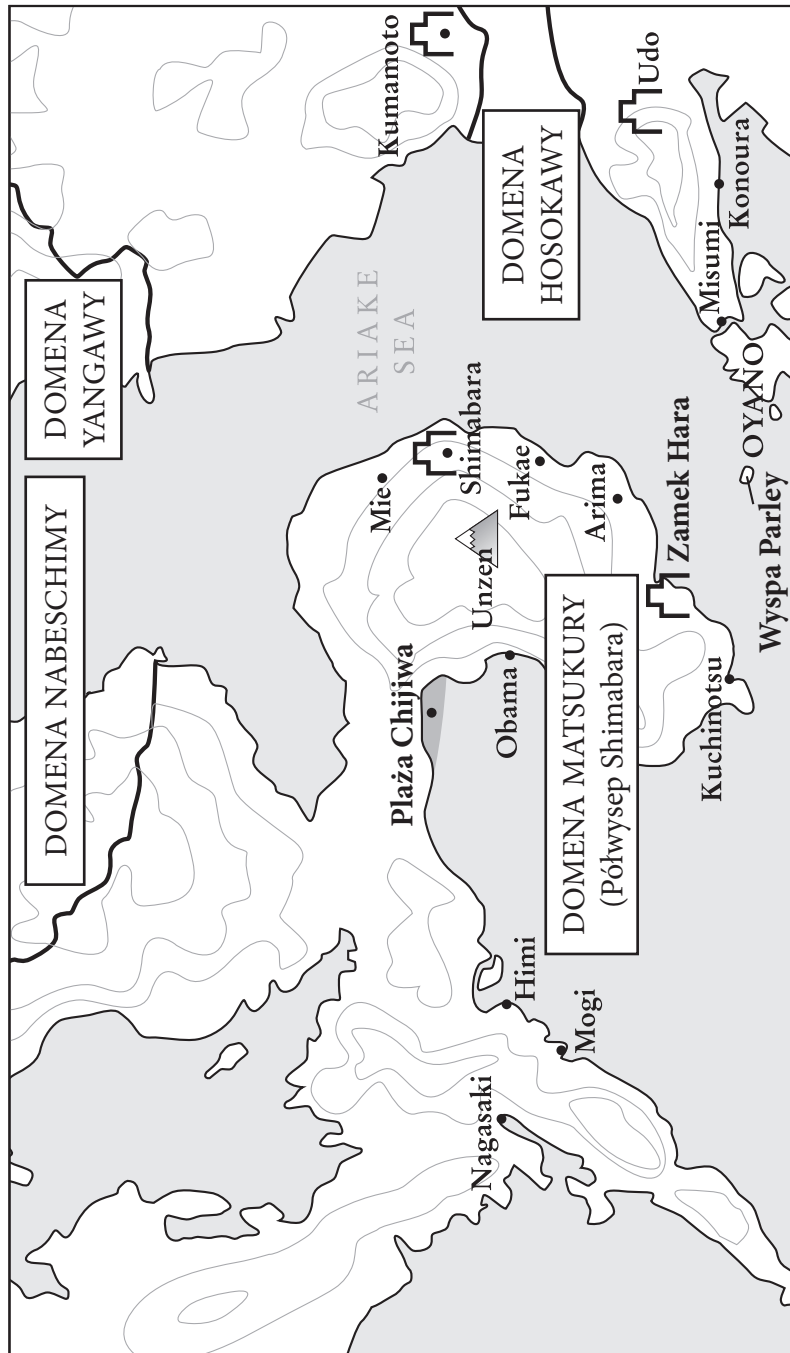 DOMENA NABESCHIMY
DOMENA
YANGAWY
Kumamoto
ARIAKE
SEA
Mie
Plaża Chijiwa
Shimabara
Unzen
DOMENA
HOSOKAWY
Nagasaki
Himi
Obama
Fukae
Mogi
DOMENA MATSUKURY
(Półwysep Shimabara)
Arima
Udo
Zamek Hara
Kuchinotsu
Misumi
Konoura
OYANO
Wyspa Parley